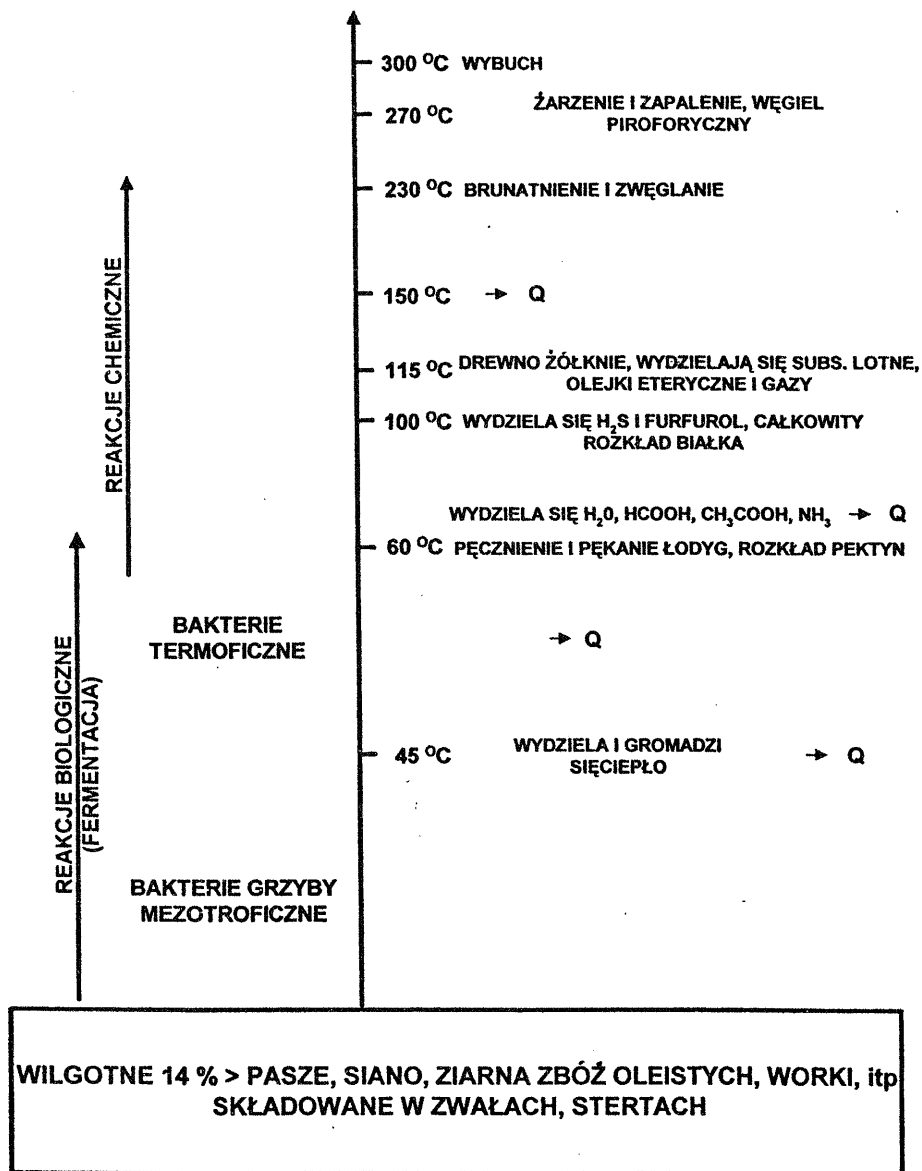 300 °C WYBUCH
270 °C ŻARZENIE I ZAPALENIE, WĘGIEL
PIROFORYCZNY
230 °C BRUNATNIENIE I ZWĘGLANIE
150 °C → Q
115 °C DREWNO ŻÓŁKNIE, WYDZIELAJĄ SIĘ SUBS. LOTNE,
OLEJKI ETERYCZNE I GAZY
100 °C WYDZIELA SIĘ H₂S I FURFUROL, CAŁKOWITY
ROZKŁAD BIAŁKA
WYDZIELA SIĘ H₂0, HCOOH, CH₃COOH, NH₃ → Q
60 °C PĘCZNIENIE I PĘKANIE ŁODYG, ROZKŁAD PEKTYN
→ Q
45 °C WYDZIELA I GROMADZI
SIĘCIEPŁO → Q
REAKCJE CHEMICZNE
REAKCJE BIOLOGICZNE
(FERMENTACJA)
BAKTERIE
TERMOFICZNE
BAKTERIE GRZYBY
MEZOTROFICZNE
WILGOTNE 14 % > PASZE, SIANO, ZIARNA ZBÓŻ OLEISTYCH, WORKI, itp
SKŁADOWANE W ZWAŁACH, STERTACH